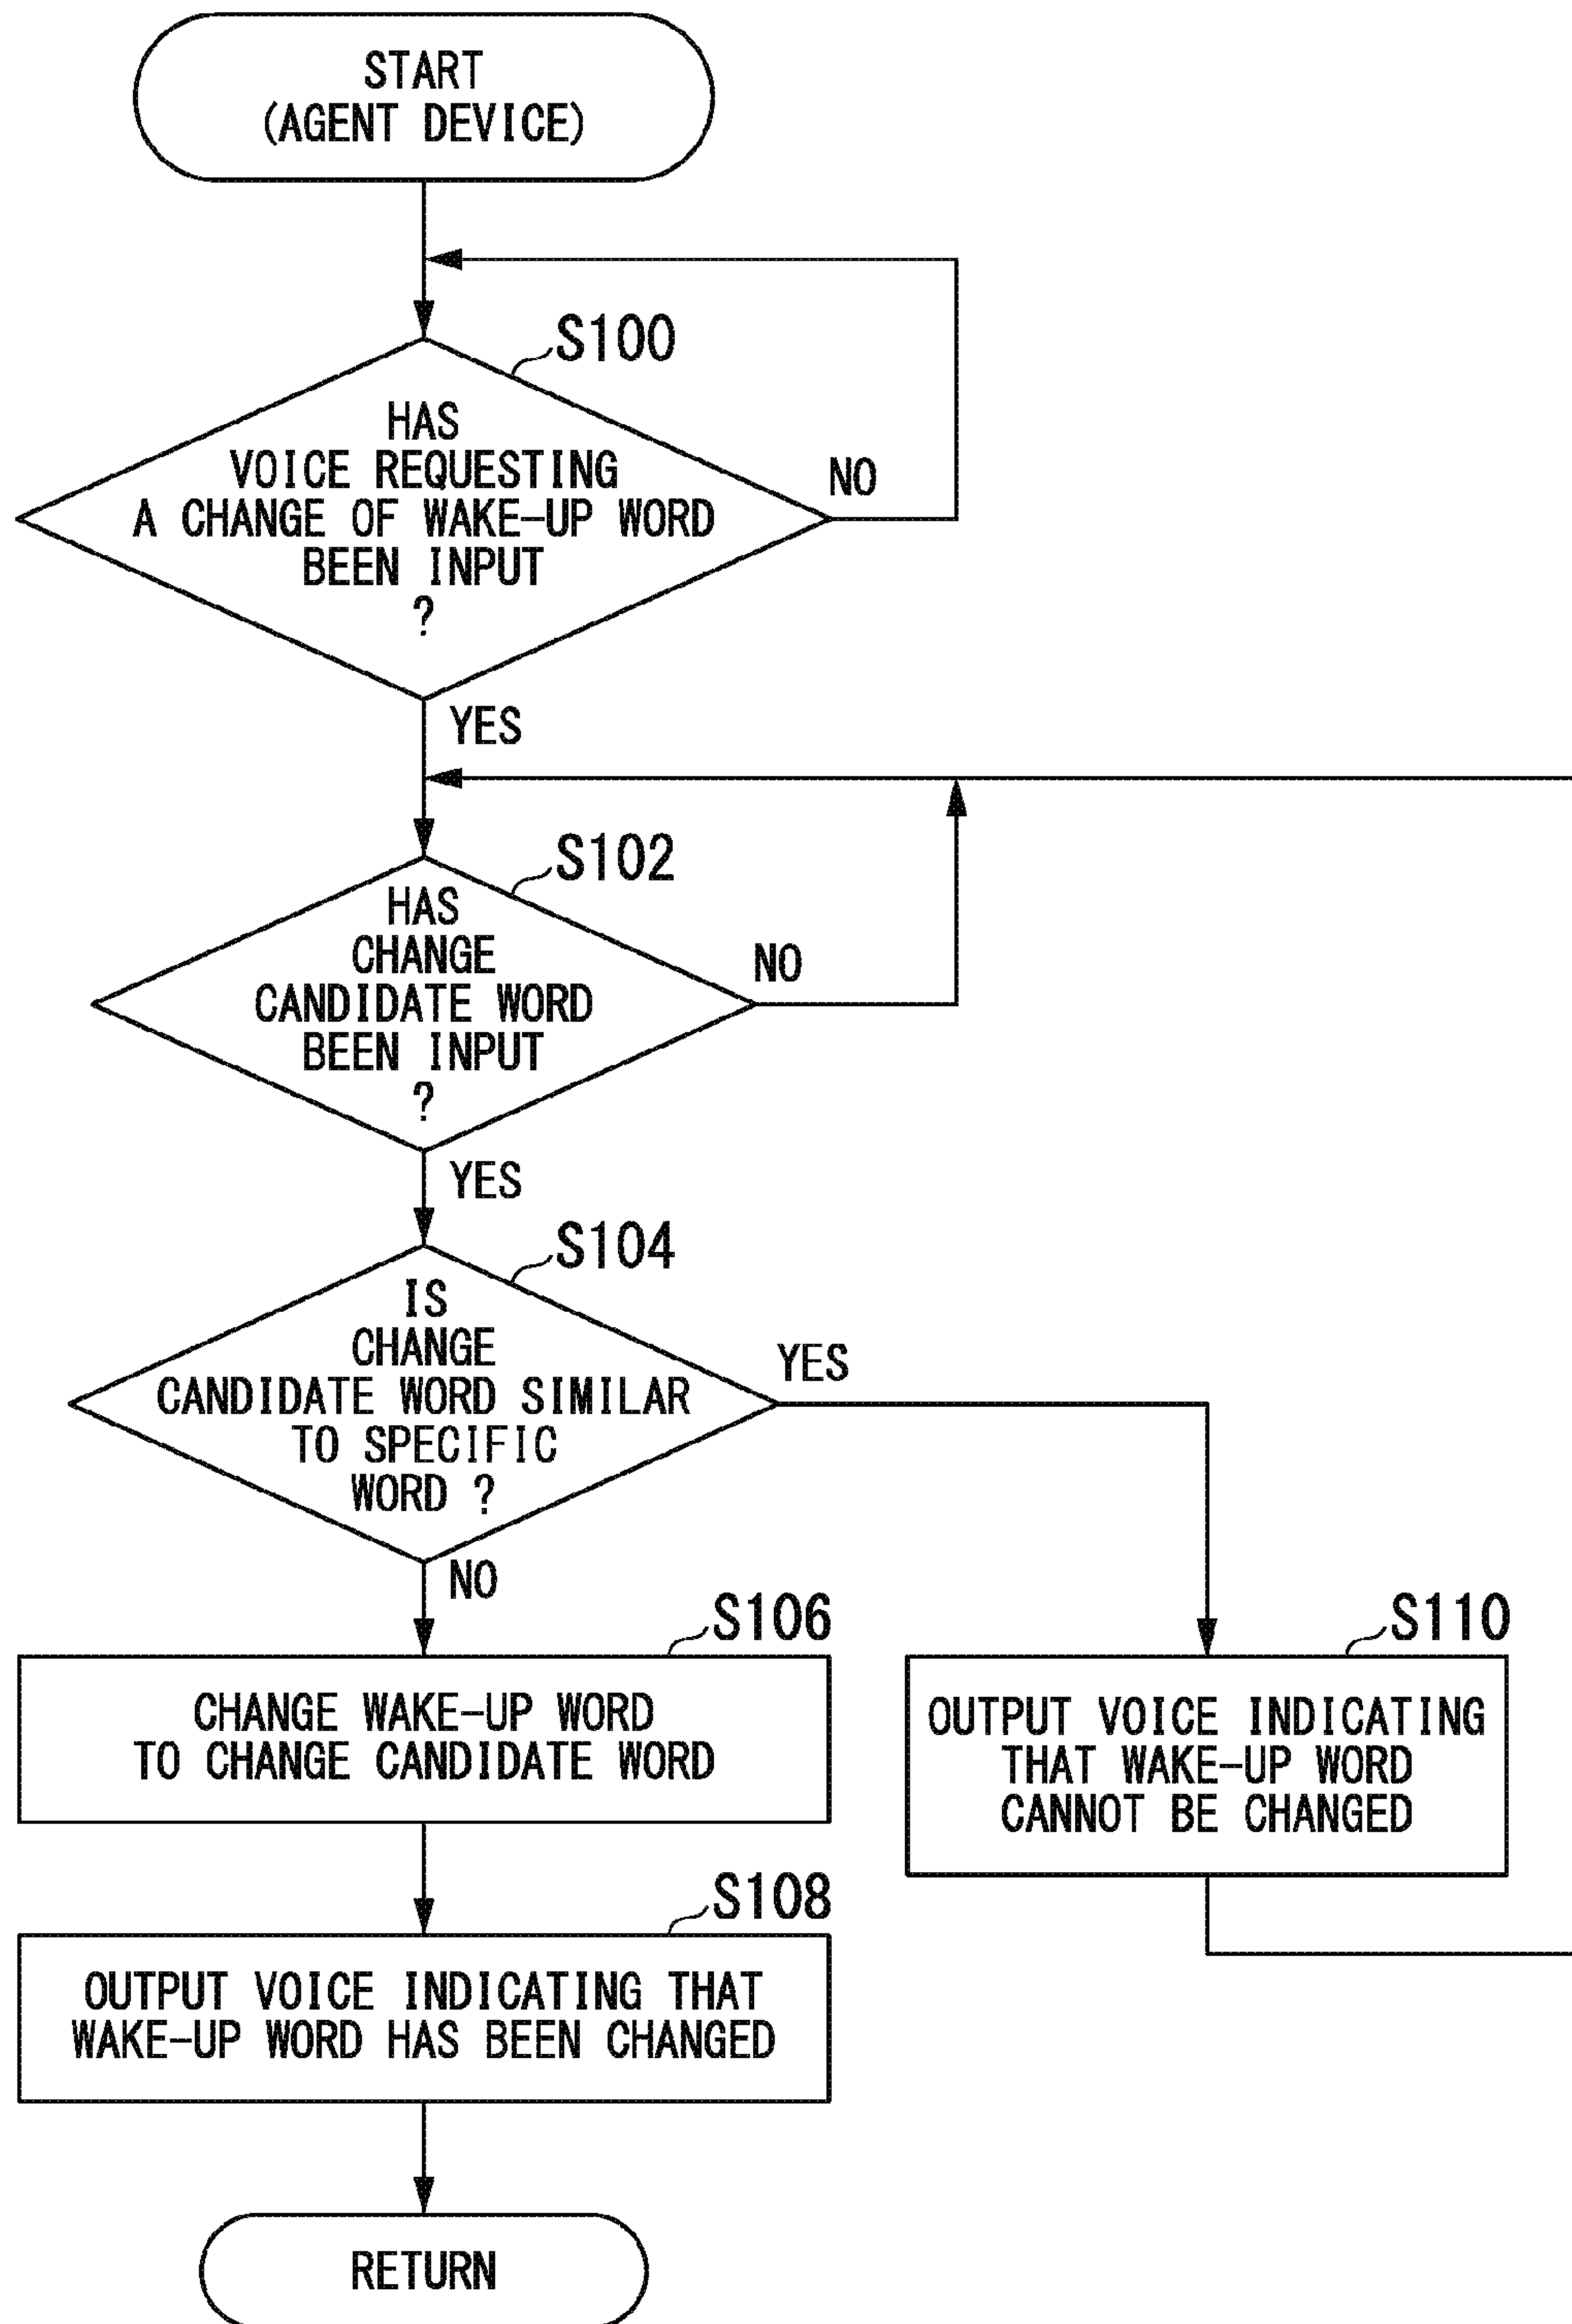 START
(AGENT DEVICE)
S100
HAS
VOICE REQUESTING
A CHANGE OF WAKE-UP WORD
BEEN INPUT
?
NO
YES
S102
HAS
CHANGE
CANDIDATE WORD
BEEN INPUT
?
NO
YES
S104
IS
CHANGE
CANDIDATE WORD SIMILAR
TO SPECIFIC
WORD ?
YES
NO
S106
CHANGE WAKE-UP WORD
TO CHANGE CANDIDATE WORD
S110
OUTPUT VOICE INDICATING
THAT WAKE-UP WORD
CANNOT BE CHANGED
S108
OUTPUT VOICE INDICATING THAT
WAKE-UP WORD HAS BEEN CHANGED
RETURN